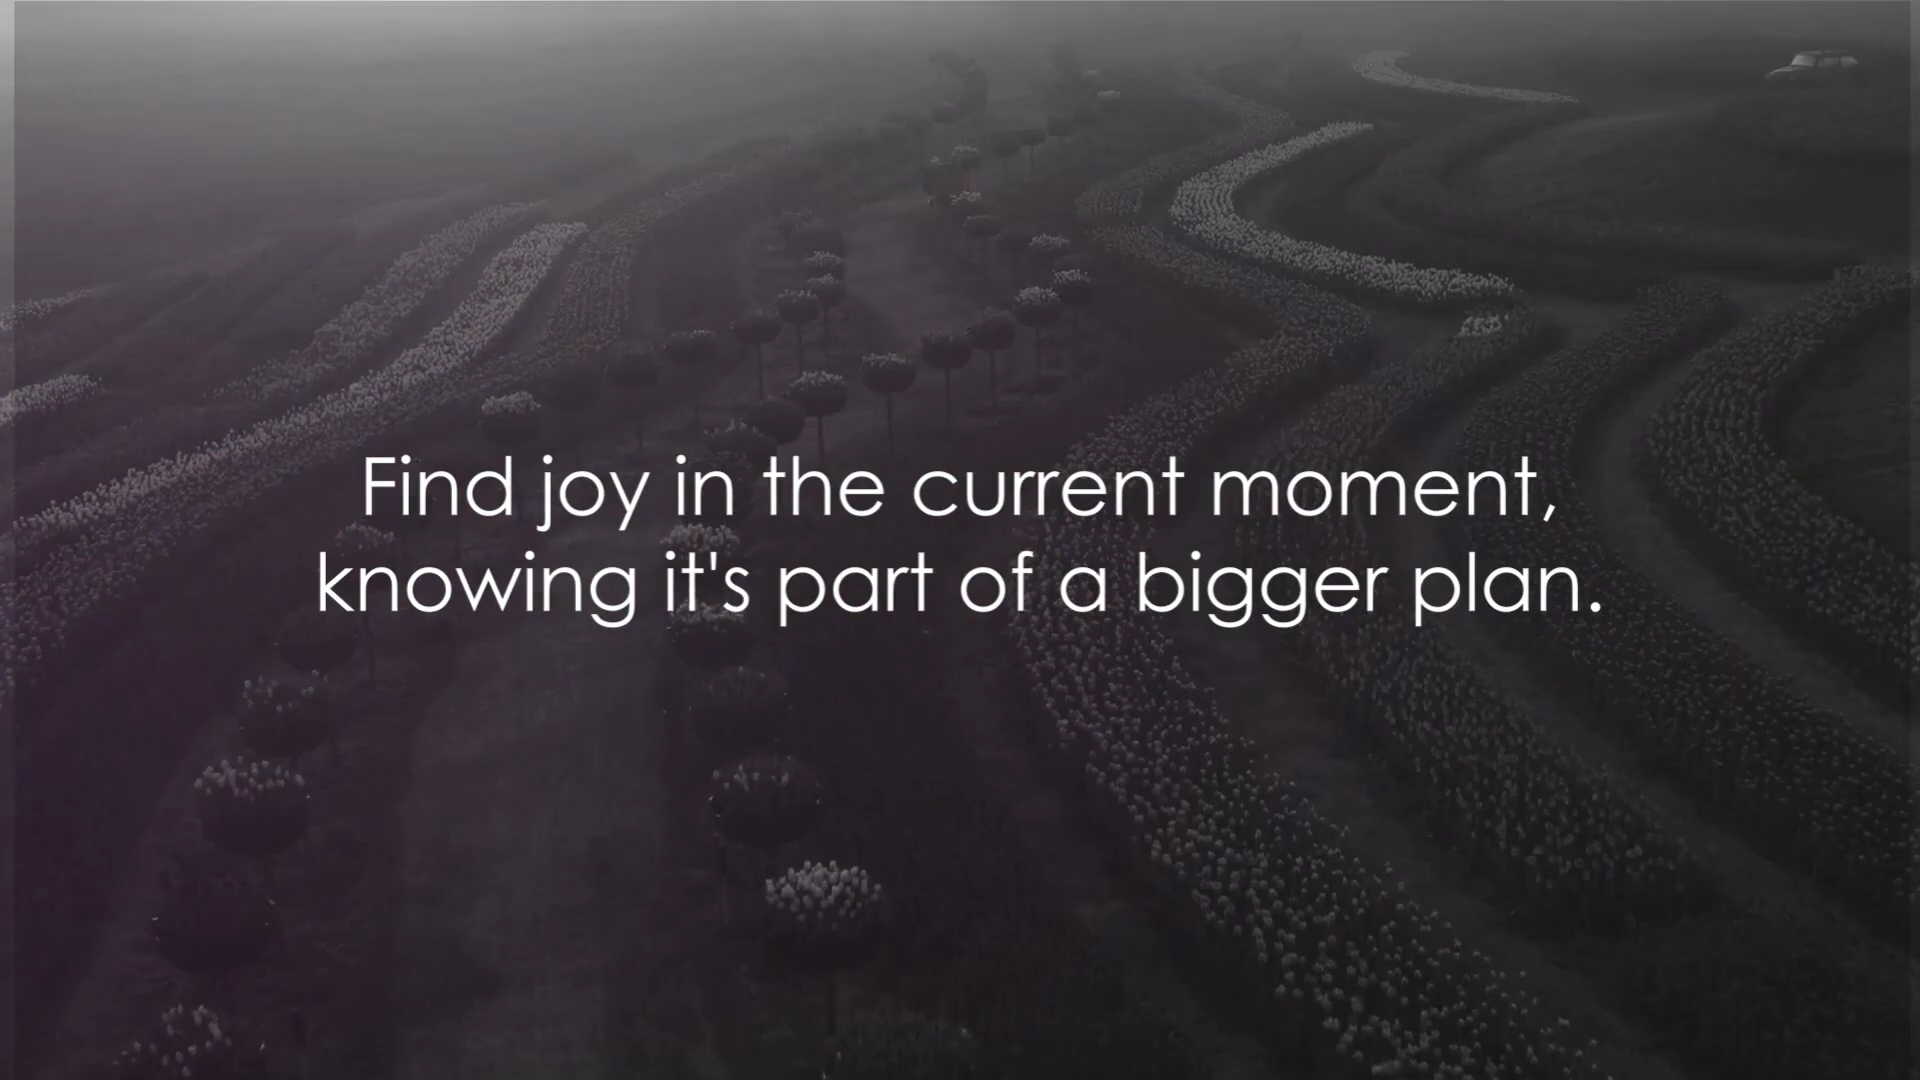 Find joy in the current moment,
knowing it's part of a bigger plan.